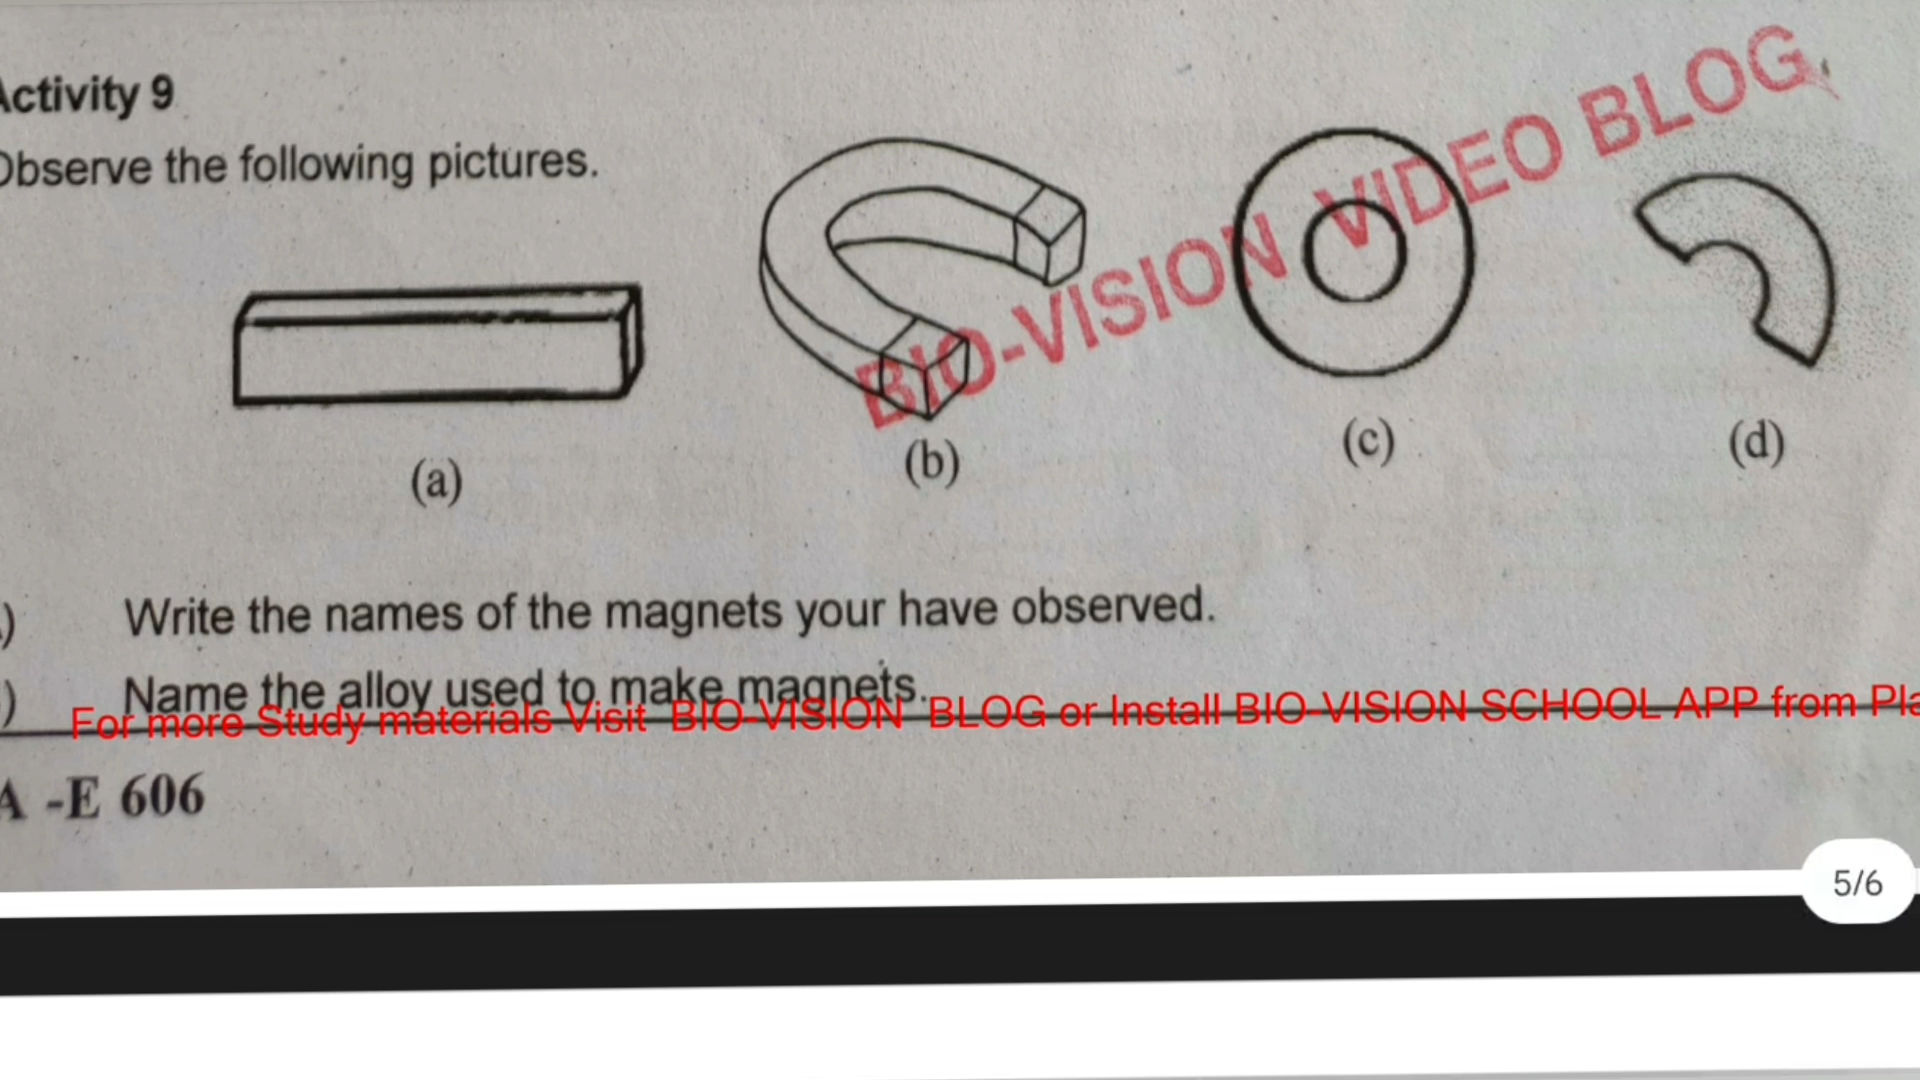 Activity 9
Observe the following pictures.
BIO-VISION VIDEO BLOG
(a)
(b)
(c)
(d)
) Write the names of the magnets your have observed.
) Name the alloy used to make magnets.
For more Study materials Visit BIO-VISION BLOG or Install BIO-VISION SCHOOL APP from Pla
A -E 606
5/6